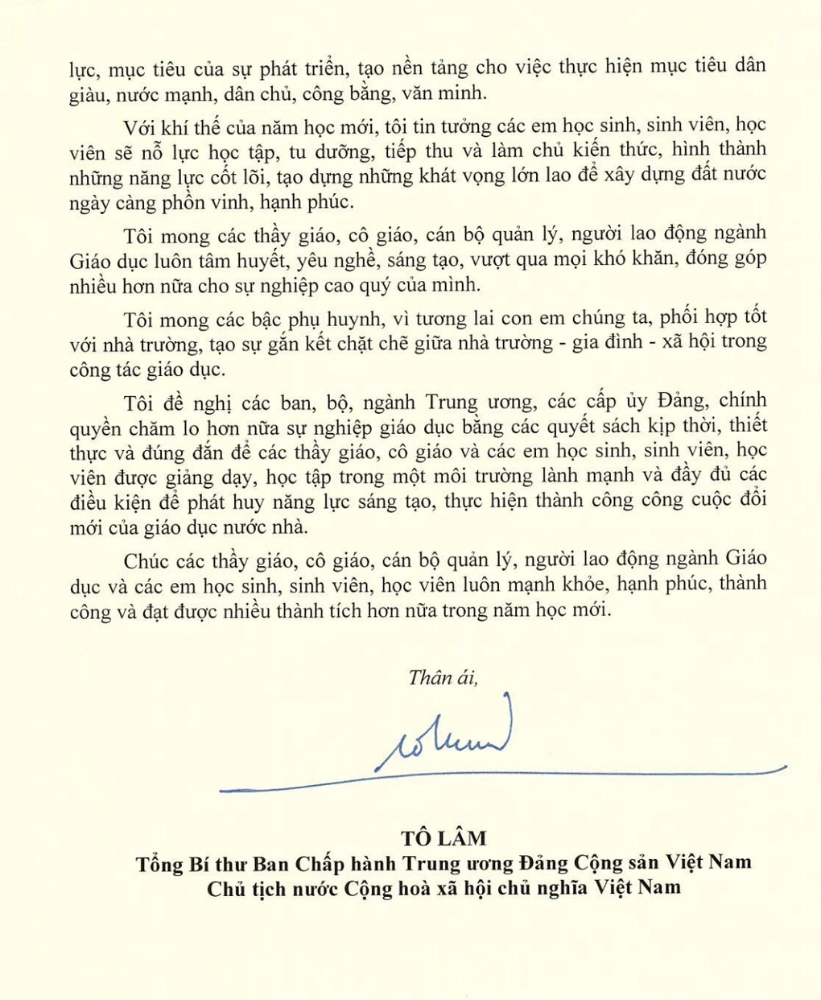 lực, mục tiêu của sự phát triển, tạo nền tảng cho việc thực hiện mục tiêu dân
giàu, nước mạnh, dân chủ, công bằng, văn minh.
Với khí thế của năm học mới, tôi tin tưởng các em học sinh, sinh viên, học
viên sẽ nỗ lực học tập, tu dưỡng, tiếp thu và làm chủ kiến thức, hình thành
những năng lực cốt lõi, tạo dựng những khát vọng lớn lao để xây dựng đất nước
ngày càng phồn vinh, hạnh phúc.
Tôi mong các thầy giáo, cô giáo, cán bộ quản lý, người lao động ngành
Giáo dục luôn tâm huyết, yêu nghề, sáng tạo, vượt qua mọi khó khăn, đóng góp
nhiều hơn nữa cho sự nghiệp cao quý của mình.
Tôi mong các bậc phụ huynh, vì tương lai con em chúng ta, phối hợp tốt
với nhà trường, tạo sự gắn kết chặt chẽ giữa nhà trường - gia đình - xã hội trong
công tác giáo dục.
Tôi đề nghị các ban, bộ, ngành Trung ương, các cấp ủy Đảng, chính
quyền chăm lo hơn nữa sự nghiệp giáo dục bằng các quyết sách kịp thời, thiết
thực và đúng đắn để các thầy giáo, cô giáo và các em học sinh, sinh viên, học
viên được giảng dạy, học tập trong một môi trường lành mạnh và đầy đủ các
điều kiện để phát huy năng lực sáng tạo, thực hiện thành công công cuộc đổi
mới của giáo dục nước nhà.
Chúc các thầy giáo, cô giáo, cán bộ quản lý, người lao động ngành Giáo
dục và các em học sinh, sinh viên, học viên luôn mạnh khỏe, hạnh phúc, thành
công và đạt được nhiều thành tích hơn nữa trong năm học mới.
Thân ái,
TÔ LÂM
Tổng Bí thư Ban Chấp hành Trung ương Đảng Cộng sản Việt Nam
Chủ tịch nước Cộng hoà xã hội chủ nghĩa Việt Nam